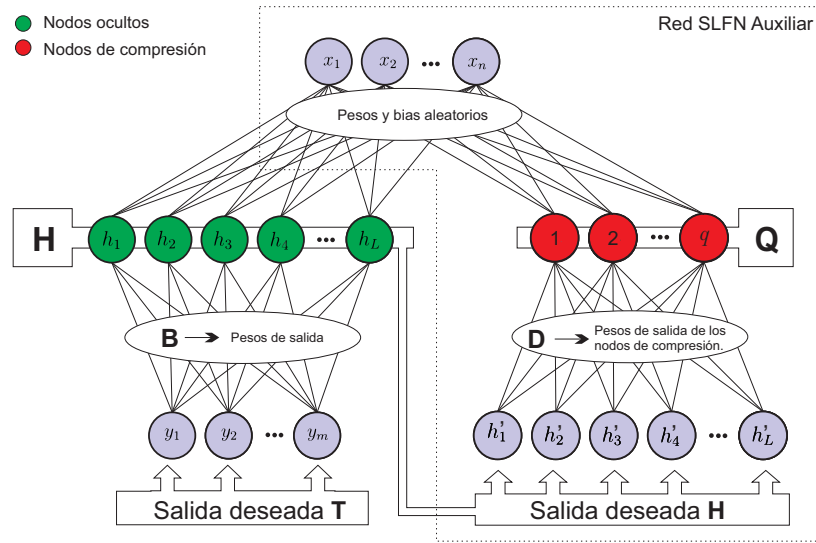 Nodos ocultos
Nodos de compresión
Red SLFN Auxiliar
x₁ x₂ ... xₙ
Pesos y bias aleatorios
H h₁ h₂ h₃ h₄ ... h_L
1 2 ... q Q
B Pesos de salida
D Pesos de salida de los
nodos de compresión.
y₁ y₂ ... yₘ
h'₁ h'₂ h'₃ h'₄ ... h'_L
Salida deseada T
Salida deseada H